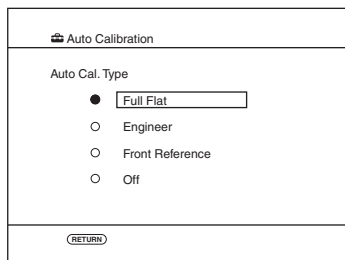 Auto Calibration
Auto Cal. Type
Full Flat
Engineer
Front Reference
Off
RETURN